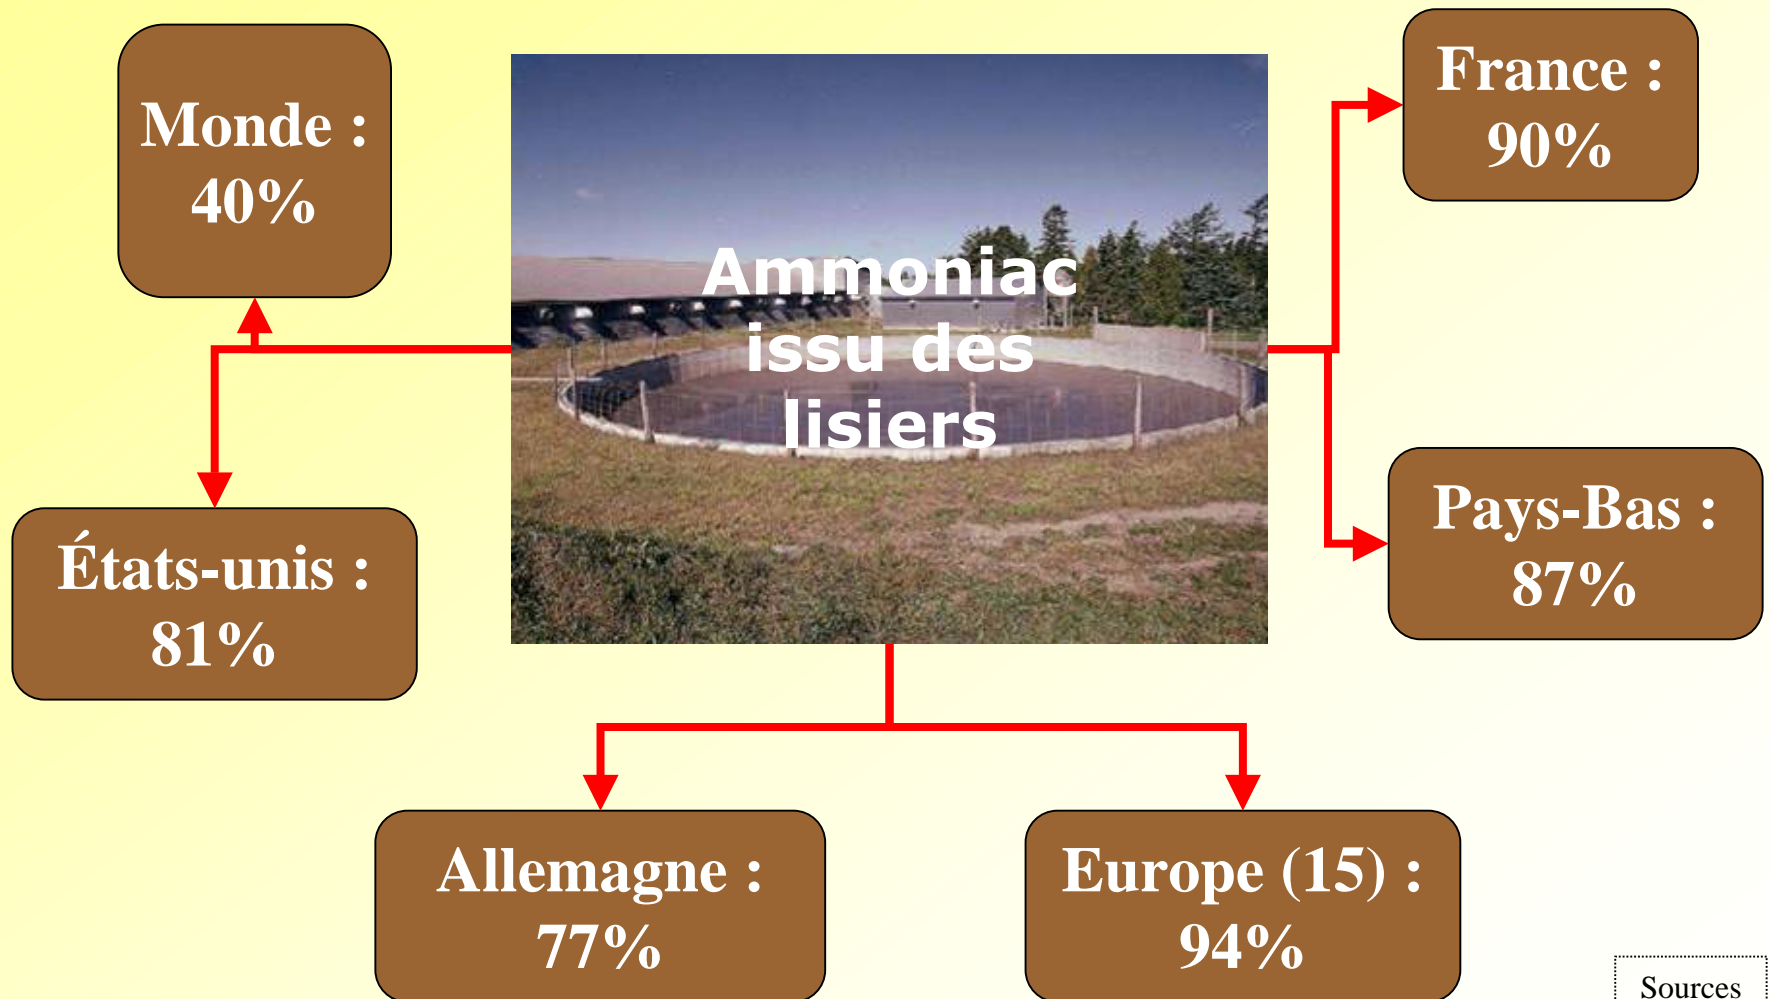 Monde :
40%
France :
90%
Ammoniac
issu des
lisiers
États-unis :
81%
Pays-Bas :
87%
Allemagne :
77%
Europe (15) :
94%
Sources